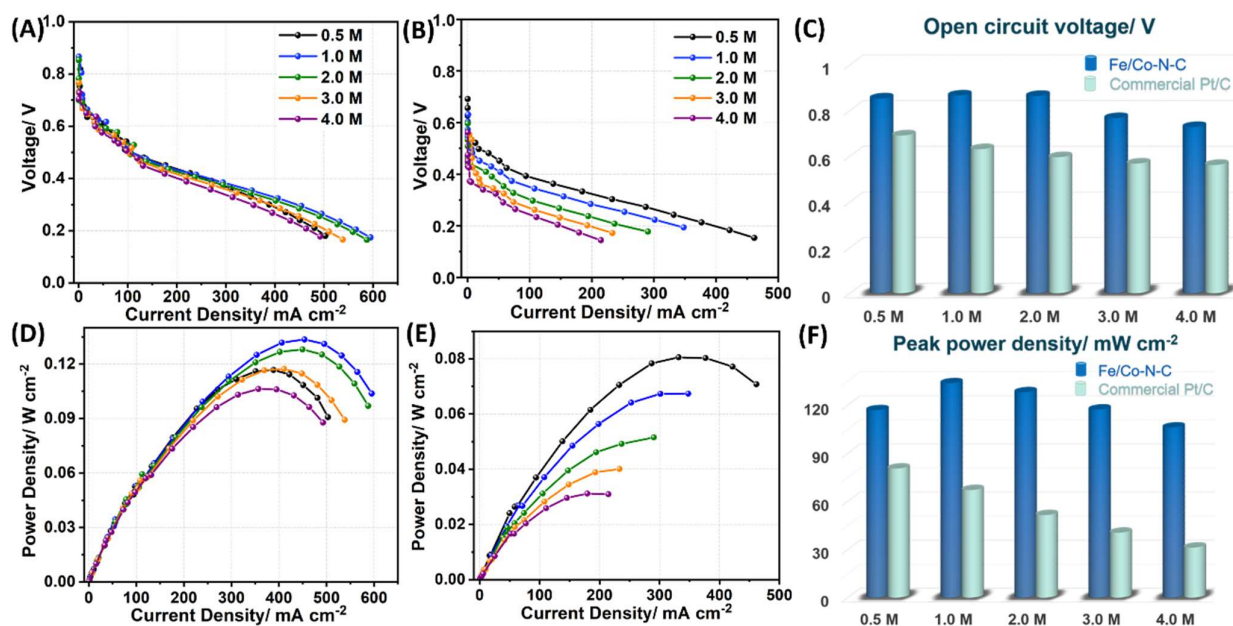 (A)
1.0
0.8
0.6
0.4
0.2
0.0
Voltage/ V
0.5 M
1.0 M
2.0 M
3.0 M
4.0 M
0 100 200 300 400 500 600
Current Density/ mA cm-2
(B)
1.0
0.8
0.6
0.4
0.2
0.0
Voltage/ V
0.5 M
1.0 M
2.0 M
3.0 M
4.0 M
0 100 200 300 400 500
Current Density/ mA cm-2
(C)
Open circuit voltage/ V
Fe/Co-N-C
Commercial Pt/C
1
0.8
0.6
0.4
0.2
0
0.5 M 1.0 M 2.0 M 3.0 M 4.0 M
(D)
0.12
0.09
0.06
0.03
0.00
Power Density/ W cm-2
0 100 200 300 400 500 600
Current Density/ mA cm-2
(E)
0.08
0.06
0.04
0.02
0.00
Power Density/ W cm-2
0 100 200 300 400 500
Current Density/ mA cm-2
(F)
Peak power density/ mW cm-2
Fe/Co-N-C
Commercial Pt/C
120
90
60
30
0
0.5 M 1.0 M 2.0 M 3.0 M 4.0 M